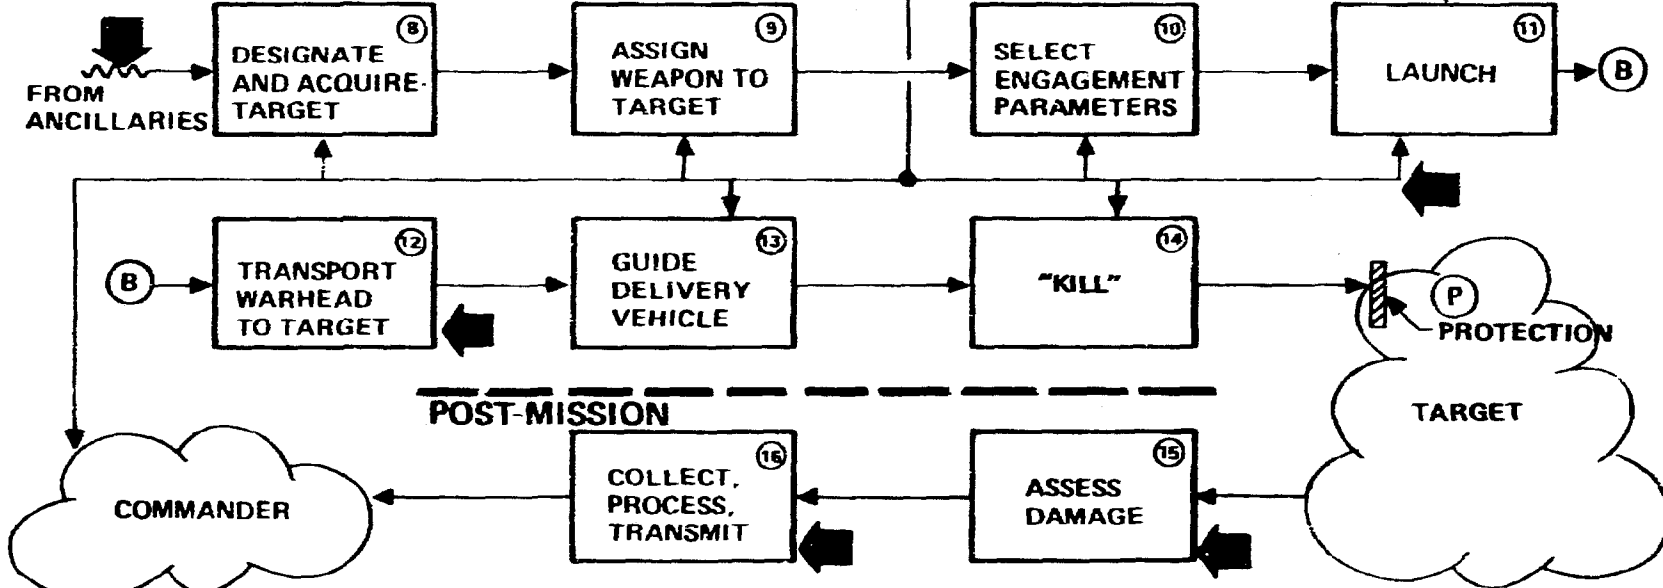 8
DESIGNATE
AND ACQUIRE
TARGET
9
ASSIGN
WEAPON TO
TARGET
10
SELECT
ENGAGEMENT
PARAMETERS
11
LAUNCH
B
FROM
ANCILLARIES
B
12
TRANSPORT
WARHEAD
TO TARGET
13
GUIDE
DELIVERY
VEHICLE
14
"KILL"
P
PROTECTION
TARGET
POST-MISSION
15
ASSESS
DAMAGE
16
COLLECT,
PROCESS,
TRANSMIT
COMMANDER